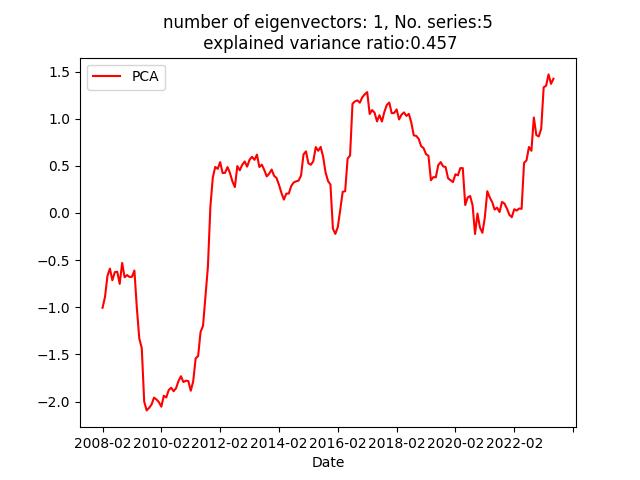 number of eigenvectors: 1, No. series:5
explained variance ratio:0.457
PCA
1.5
1.0
0.5
0.0
−0.5
−1.0
−1.5
−2.0
2008-02 2010-02 2012-02 2014-02 2016-02 2018-02 2020-02 2022-02
Date